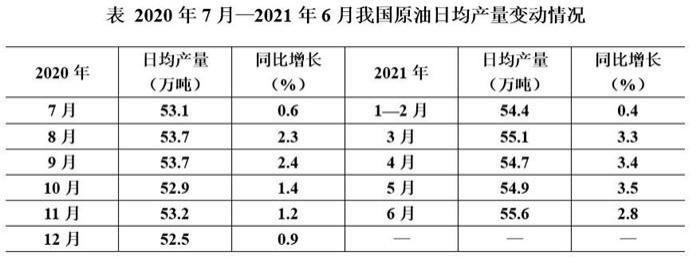 表 2020 年 7 月—2021 年 6 月我国原油日均产量变动情况
2020 年 日均产量（万吨） 同比增长（%） 2021 年 日均产量（万吨） 同比增长（%）
7 月 53.1 0.6 1—2 月 54.4 0.4
8 月 53.7 2.3 3 月 55.1 3.3
9 月 53.7 2.4 4 月 54.7 3.4
10 月 52.9 1.4 5 月 54.9 3.5
11 月 53.2 1.2 6 月 55.6 2.8
12 月 52.5 0.9 — — —